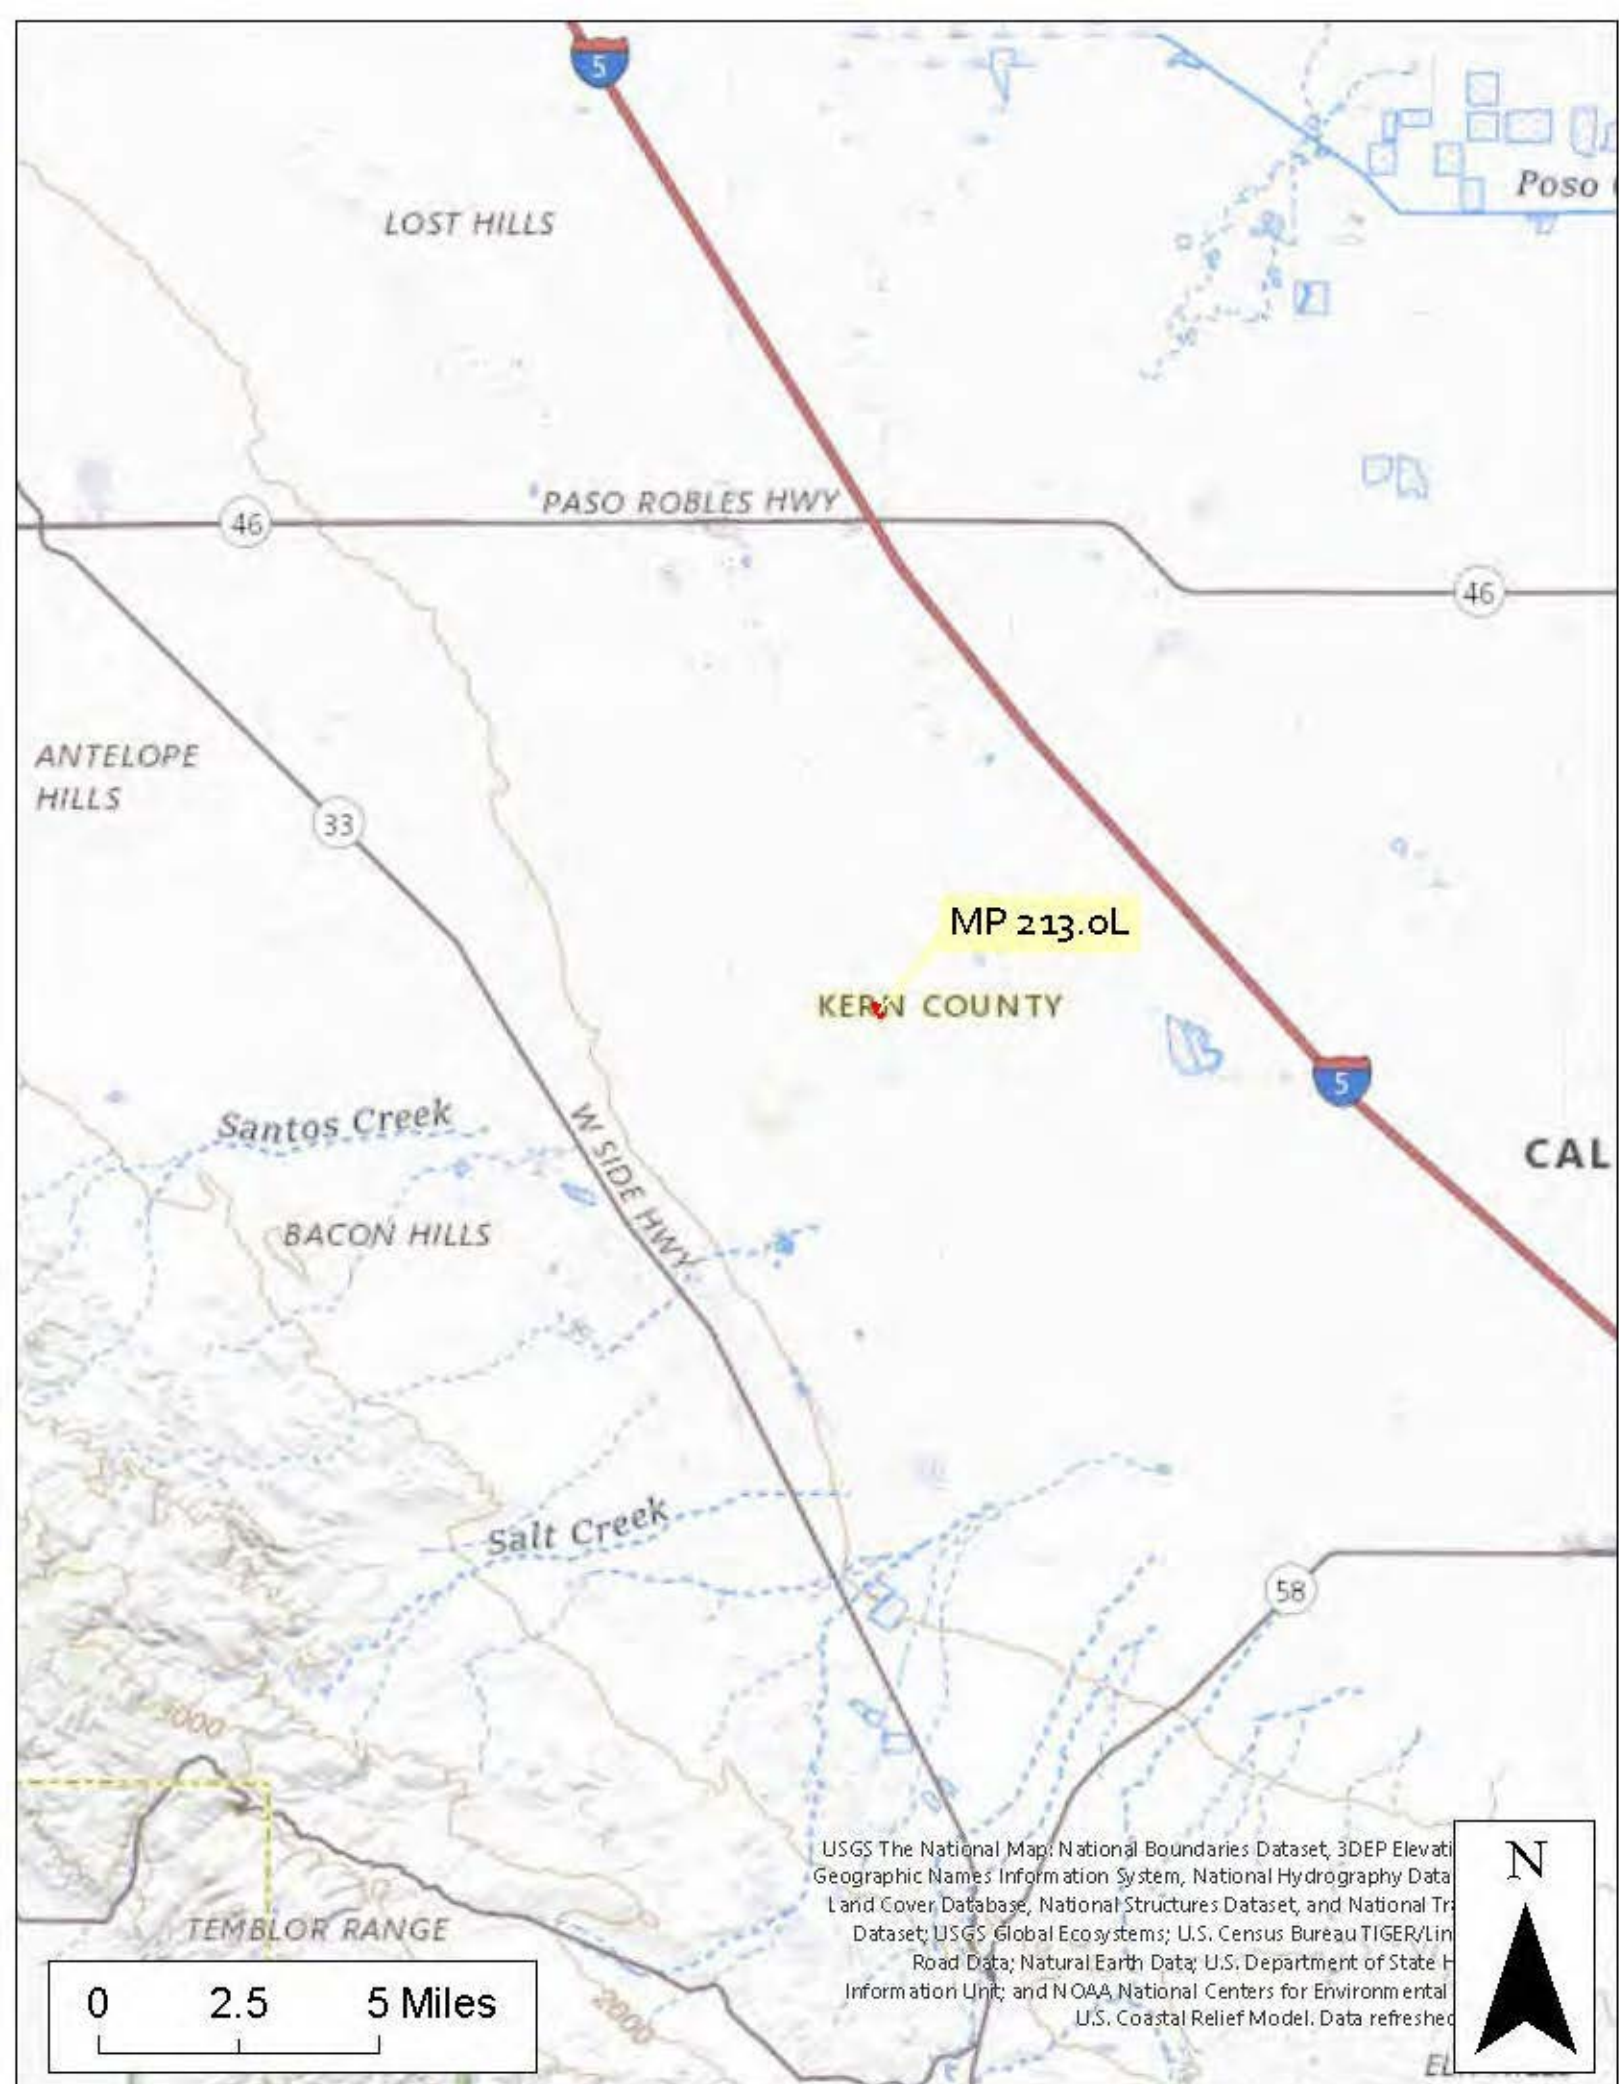 5
Poso
LOST HILLS
PASO ROBLES HWY
46
46
ANTELOPE
HILLS
33
MP 213.0L
KERN COUNTY
5
Santos Creek
CAL
W SIDE HWY
BACON HILLS
Salt Creek
58
3000
USGS The National Map: National Boundaries Dataset, 3DEP Elevati
Geographic Names Information System, National Hydrography Data
Land Cover Database, National Structures Dataset, and National Tra
Dataset; USGS Global Ecosystems; U.S. Census Bureau TIGER/Lin
Road Data; Natural Earth Data; U.S. Department of State H
Information Unit; and NOAA National Centers for Environmental
U.S. Coastal Relief Model. Data refreshed
N
TEMBLOR RANGE
0 2.5 5 Miles
2000